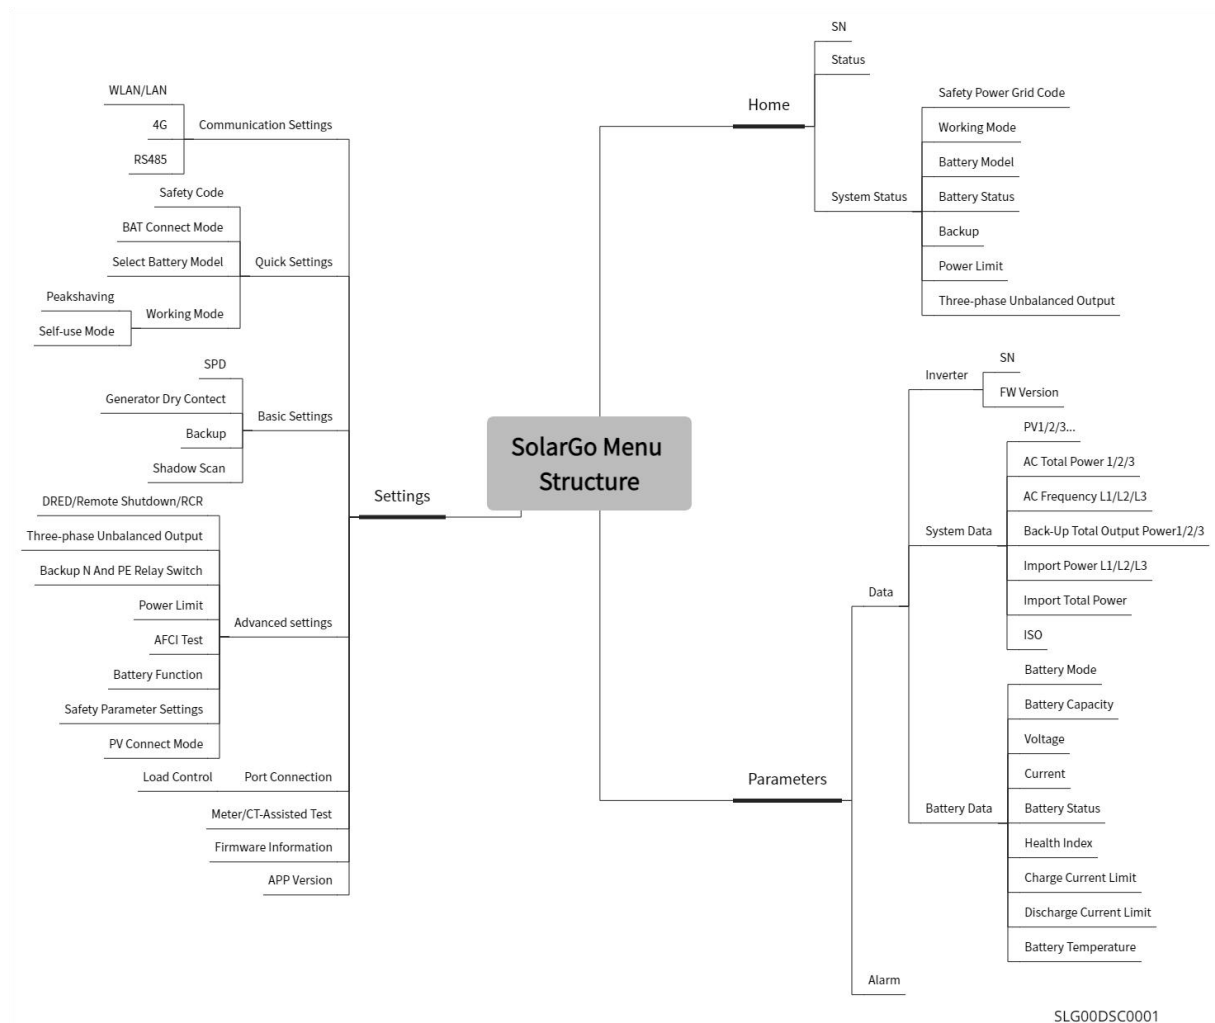 SolarGo Menu
Structure
Home
SN
Status
System Status
Safety Power Grid Code
Working Mode
Battery Model
Battery Status
Backup
Power Limit
Three-phase Unbalanced Output
Parameters
Data
Inverter
SN
FW Version
System Data
PV1/2/3...
AC Total Power 1/2/3
AC Frequency L1/L2/L3
Back-Up Total Output Power1/2/3
Import Power L1/L2/L3
Import Total Power
ISO
Battery Data
Battery Mode
Battery Capacity
Voltage
Current
Battery Status
Health Index
Charge Current Limit
Discharge Current Limit
Battery Temperature
Alarm
Settings
Communication Settings
WLAN/LAN
4G
RS485
Quick Settings
Safety Code
BAT Connect Mode
Select Battery Model
Working Mode
Peakshaving
Self-use Mode
Basic Settings
SPD
Generator Dry Contect
Backup
Shadow Scan
Advanced settings
DRED/Remote Shutdown/RCR
Three-phase Unbalanced Output
Backup N And PE Relay Switch
Power Limit
AFCI Test
Battery Function
Safety Parameter Settings
PV Connect Mode
Port Connection
Load Control
Meter/CT-Assisted Test
Firmware Information
APP Version
SLG00DSC0001